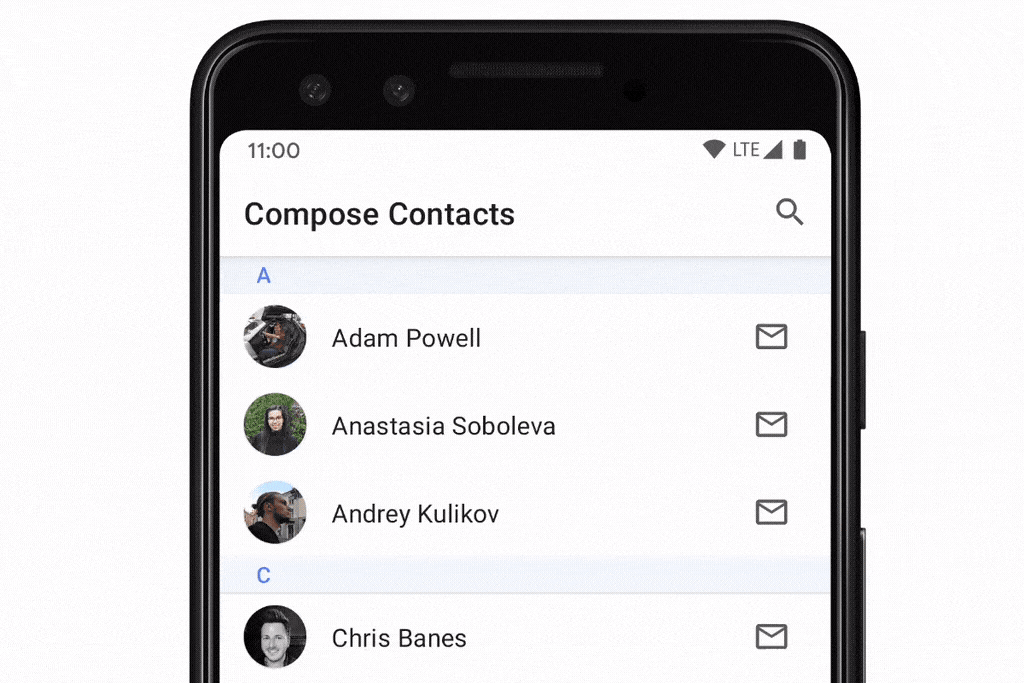 11:00 LTE
Compose Contacts
A
Adam Powell
Anastasia Soboleva
Andrey Kulikov
C
Chris Banes